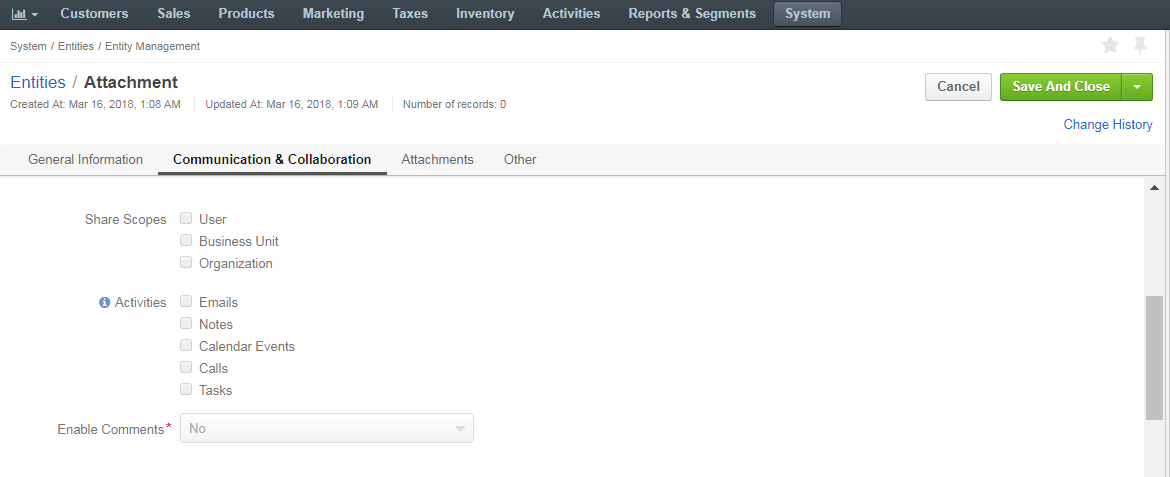 Customers Sales Products Marketing Taxes Inventory Activities Reports & Segments System
System / Entities / Entity Management
Entities / Attachment
Cancel Save And Close
Created At: Mar 16, 2018, 1:08 AM Updated At: Mar 16, 2018, 1:09 AM Number of records: 0
Change History
General Information Communication & Collaboration Attachments Other
Share Scopes User
Business Unit
Organization
Activities Emails
Notes
Calendar Events
Calls
Tasks
Enable Comments* No